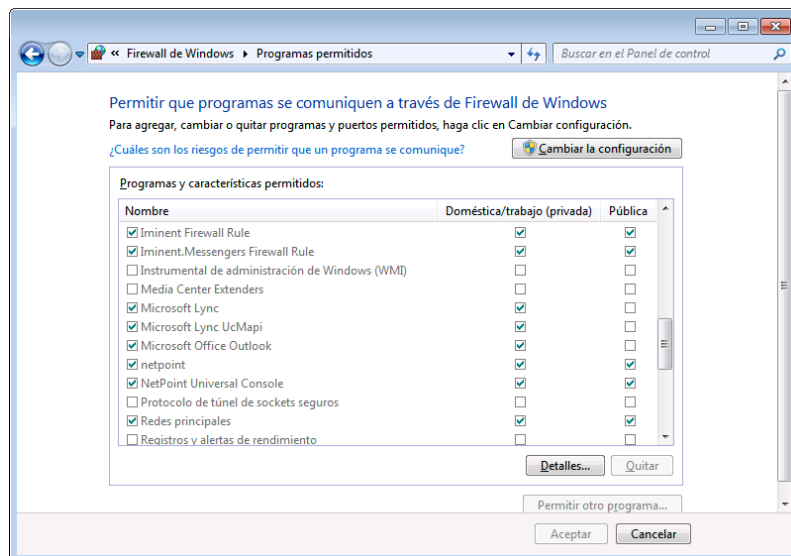 « Firewall de Windows ▸ Programas permitidos
Buscar en el Panel de control
Permitir que programas se comuniquen a través de Firewall de Windows
Para agregar, cambiar o quitar programas y puertos permitidos, haga clic en Cambiar configuración.
¿Cuáles son los riesgos de permitir que un programa se comunique?
Cambiar la configuración
Programas y características permitidos:
Nombre Doméstica/trabajo (privada) Pública
Iminent Firewall Rule
Iminent.Messengers Firewall Rule
Instrumental de administración de Windows (WMI)
Media Center Extenders
Microsoft Lync
Microsoft Lync UcMapi
Microsoft Office Outlook
netpoint
NetPoint Universal Console
Protocolo de túnel de sockets seguros
Redes principales
Registros y alertas de rendimiento
Detalles... Quitar
Permitir otro programa...
Aceptar Cancelar